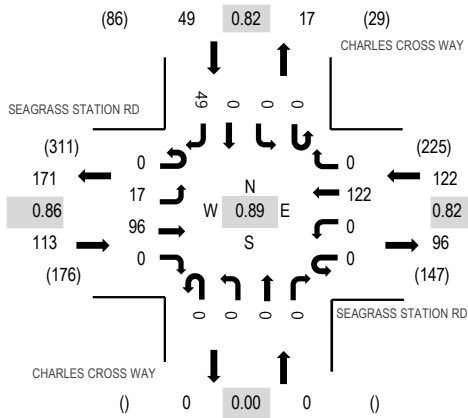 (86) 49 0.82 17 (29)
CHARLES CROSS WAY
49 0 0 0
SEAGRASS STATION RD
(311) 0 0 (225)
171 122
17 N 122
0.86 W 0.89 E 0.82
96 0
113 S 96
0 0
(176) (147)
0 0 0 0
SEAGRASS STATION RD
CHARLES CROSS WAY
() 0 0.00 0 ()